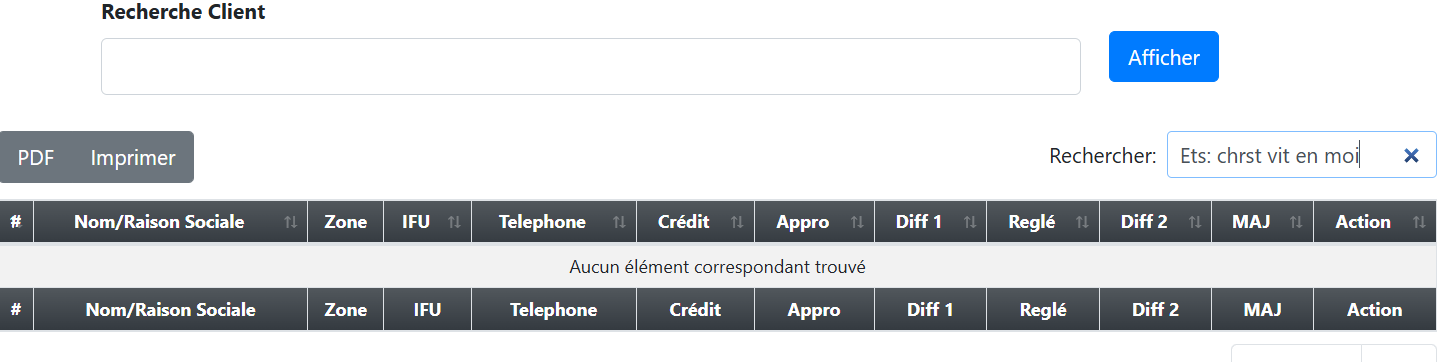 Recherche Client
Afficher
PDF Imprimer Rechercher: Ets: chrst vit en moi
# Nom/Raison Sociale Zone IFU Telephone Crédit Appro Diff 1 Reglé Diff 2 MAJ Action
Aucun élément correspondant trouvé
# Nom/Raison Sociale Zone IFU Telephone Crédit Appro Diff 1 Reglé Diff 2 MAJ Action